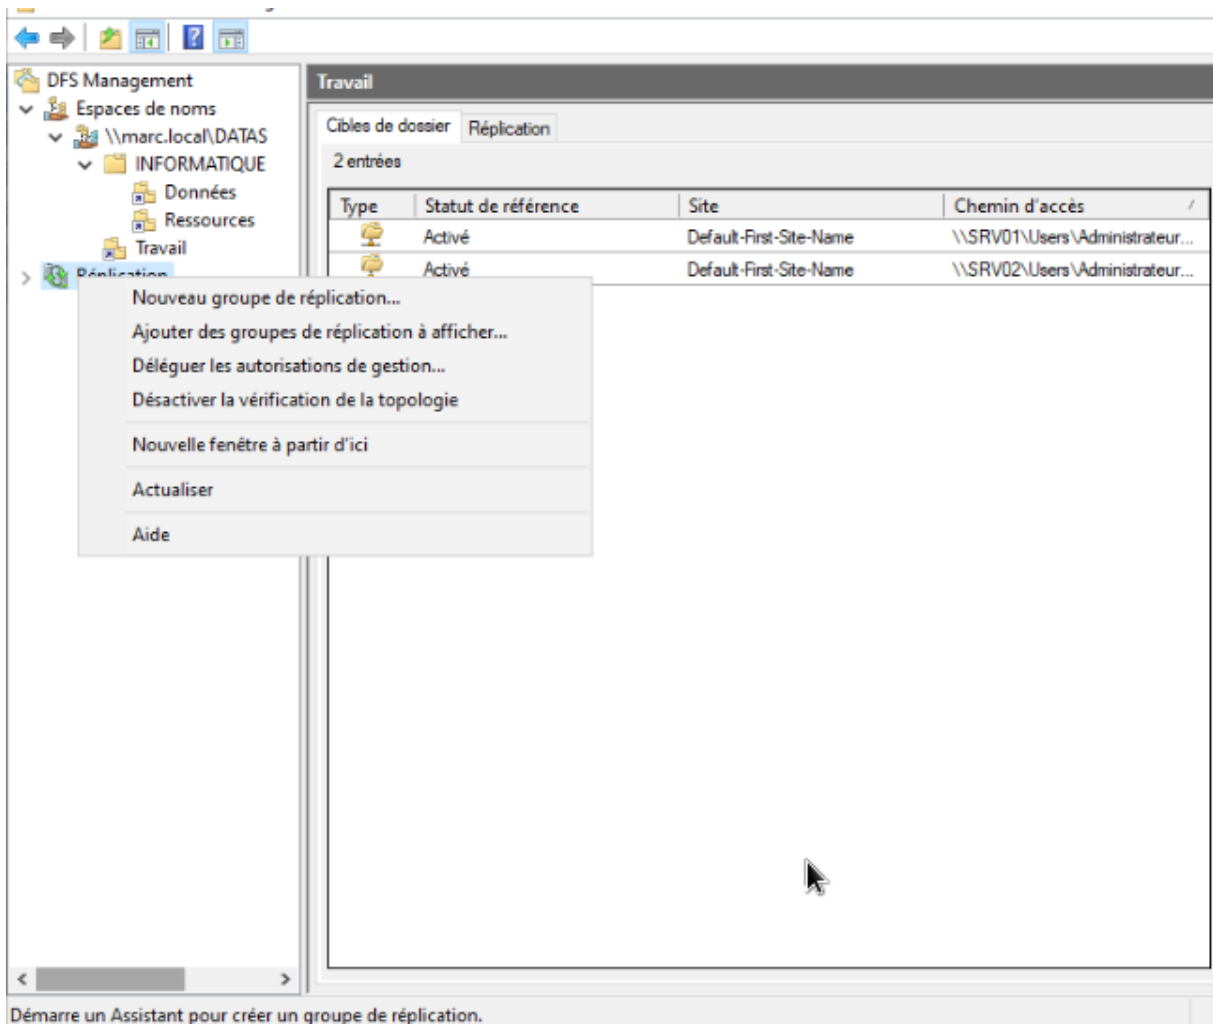 DFS Management
Espaces de noms
\\marc.local\DATAS
INFORMATIQUE
Données
Ressources
Travail
Réplication
Travail
Cibles de dossier Réplication
2 entrées
Type Statut de référence Site Chemin d'accès
Activé Default-First-Site-Name \\SRV01\Users\Administrateur...
Activé Default-First-Site-Name \\SRV02\Users\Administrateur...
Nouveau groupe de réplication...
Ajouter des groupes de réplication à afficher...
Déléguer les autorisations de gestion...
Désactiver la vérification de la topologie
Nouvelle fenêtre à partir d'ici
Actualiser
Aide
Démarre un Assistant pour créer un groupe de réplication.